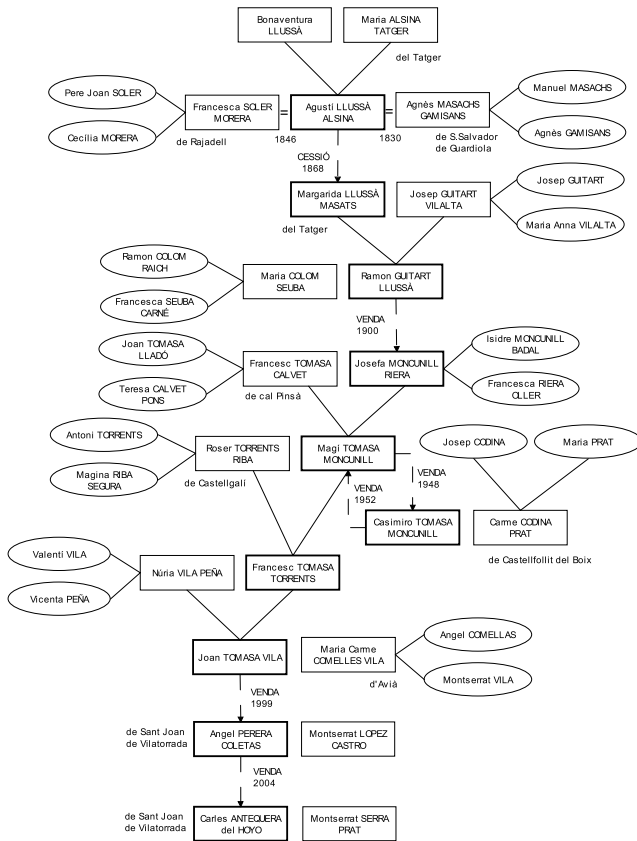 Bonaventura
LLUSSÀ
Maria ALSINA
TATGER
del Tatger
Pere Joan SOLER
Cecília MORERA
Francesca SOLER
MORERA
de Rajadell
1846
Agustí LLUSSÀ
ALSINA
1830
Agnès MASACHS
GAMISANS
de S.Salvador
de Guardiola
Manuel MASACHS
Agnès GAMISANS
CESSIÓ
1868
Margarida LLUSSÀ
MASATS
del Tatger
Josep GUITART
VILALTA
Josep GUITART
Maria Anna VILALTA
Ramon COLOM
RAICH
Francesca SEUBA
CARNÉ
Maria COLOM
SEUBA
Ramon GUITART
LLUSSÀ
VENDA
1900
Joan TOMASA
LLADÓ
Teresa CALVET
PONS
Francesc TOMASA
CALVET
de cal Pinsà
Josefa MONCUNILL
RIERA
Isidre MONCUNILL
BADAL
Francesca RIERA
OLLER
Antoni TORRENTS
Magina RIBA
SEGURA
Roser TORRENTS
RIBA
de Castellgalí
Magí TOMASA
MONCUNILL
VENDA
1952
VENDA
1948
Casimiro TOMASA
MONCUNILL
Josep CODINA
Maria PRAT
Carme CODINA
PRAT
de Castellfollit del Boix
Valentí VILA
Vicenta PEÑA
Núria VILA PEÑA
Francesc TOMASA
TORRENTS
Joan TOMASA VILA
Maria Carme
COMELLES VILA
d'Avià
Angel COMELLAS
Montserrat VILA
VENDA
1999
de Sant Joan
de Vilatorrada
Angel PERERA
COLETAS
Montserrat LOPEZ
CASTRO
VENDA
2004
de Sant Joan
de Vilatorrada
Carles ANTEQUERA
del HOYO
Montserrat SERRA
PRAT